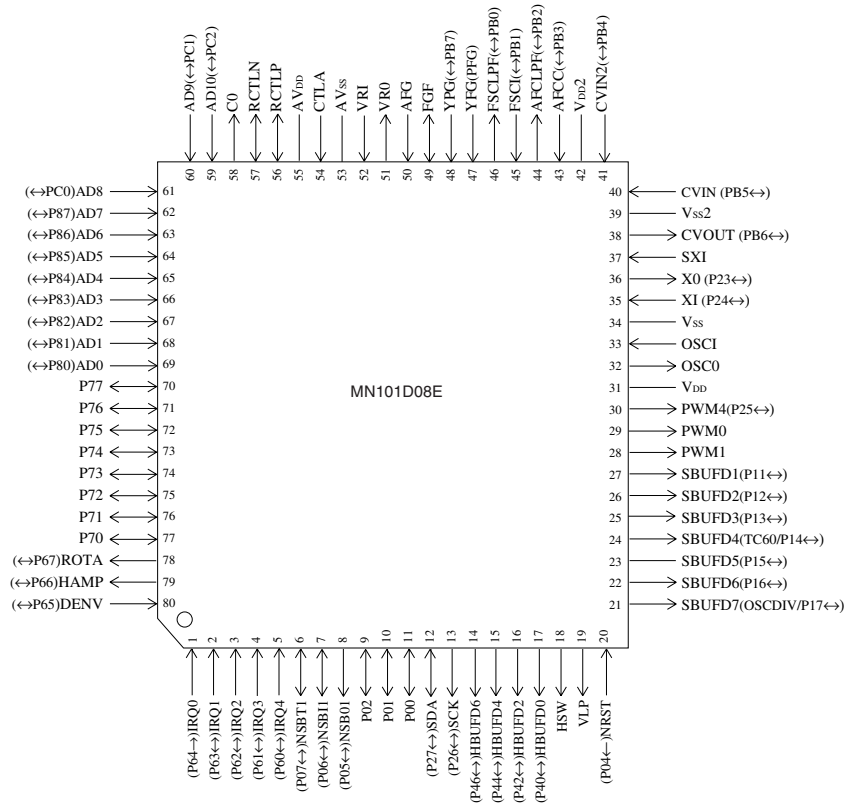 AD9(↔PC1)
AD10(↔PC2)
C0
RCTLN
RCTLP
AVDD
CTLA
AVSS
VRI
VR0
AFG
FGF
YPG(↔PB7)
YFG(PFG)
FSCLPF(↔PB0)
FSCI(↔PB1)
AFCLPF(↔PB2)
AFCC(↔PB3)
VDD2
CVIN2(↔PB4)
60 59 58 57 56 55 54 53 52 51 50 49 48 47 46 45 44 43 42 41
(↔PC0)AD8 61
(↔P87)AD7 62
(↔P86)AD6 63
(↔P85)AD5 64
(↔P84)AD4 65
(↔P83)AD3 66
(↔P82)AD2 67
(↔P81)AD1 68
(↔P80)AD0 69
P77 70
P76 71
P75 72
P74 73
P73 74
P72 75
P71 76
P70 77
(↔P67)ROTA 78
(↔P66)HAMP 79
(↔P65)DENV 80
MN101D08E
40 CVIN (PB5↔)
39 VSS2
38 CVOUT (PB6↔)
37 SXI
36 X0 (P23↔)
35 XI (P24↔)
34 VSS
33 OSCI
32 OSC0
31 VDD
30 PWM4(P25↔)
29 PWM0
28 PWM1
27 SBUFD1(P11↔)
26 SBUFD2(P12↔)
25 SBUFD3(P13↔)
24 SBUFD4(TC60/P14↔)
23 SBUFD5(P15↔)
22 SBUFD6(P16↔)
21 SBUFD7(OSCDIV/P17↔)
1 2 3 4 5 6 7 8 9 10 11 12 13 14 15 16 17 18 19 20
(P64→)IRQ0
(P63↔)IRQ1
(P62↔)IRQ2
(P61↔)IRQ3
(P60↔)IRQ4
(P07↔)NSBT1
(P06↔)NSBI1
(P05↔)NSB01
P02
P01
P00
(P27↔)SDA
(P26↔)SCK
(P46↔)HBUFD6
(P44↔)HBUFD4
(P42↔)HBUFD2
(P40↔)HBUFD0
HSW
VLP
(P04←)NRST